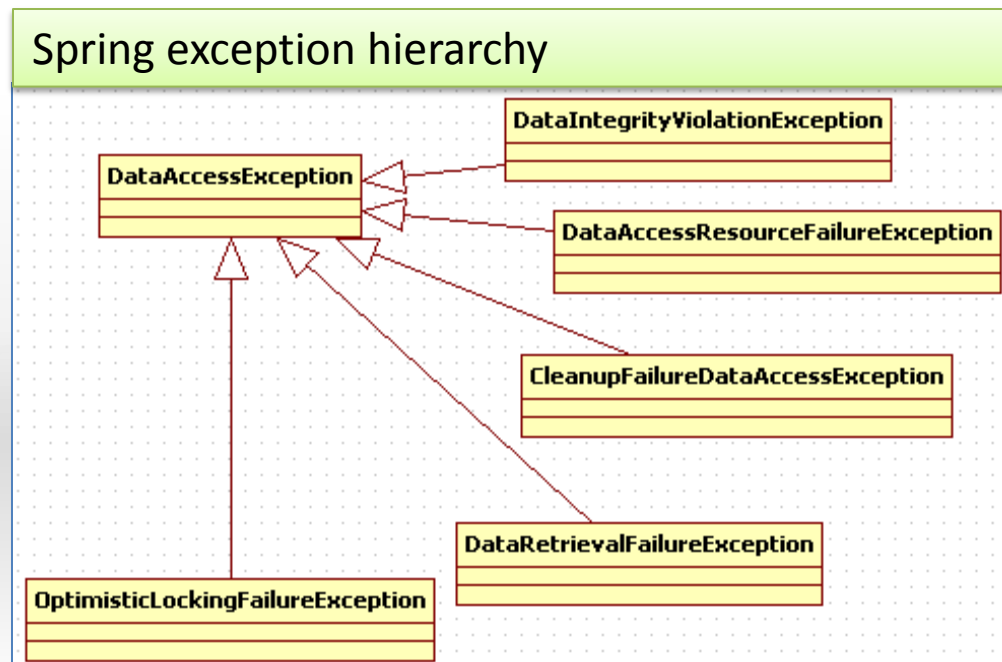 Spring exception hierarchy
DataIntegrityViolationException
DataAccessException
DataAccessResourceFailureException
CleanupFailureDataAccessException
DataRetrievalFailureException
OptimisticLockingFailureException